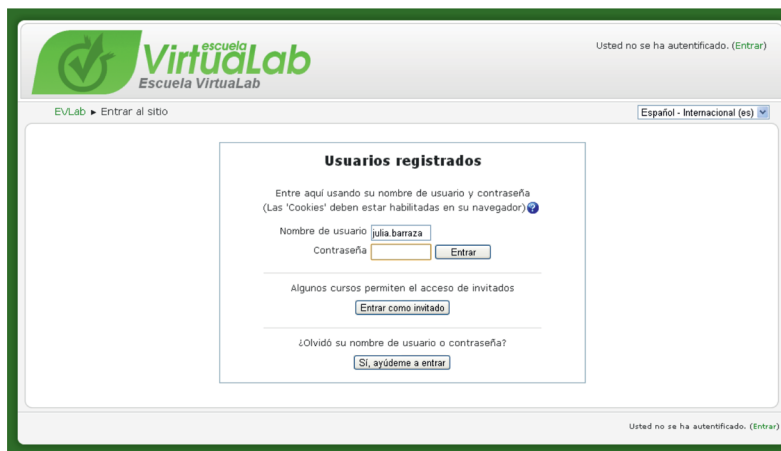 escuela
VirtuaLab
Escuela VirtuaLab
Usted no se ha autentificado. (Entrar)
EVLab ► Entrar al sitio
Español - Internacional (es)
Usuarios registrados
Entre aquí usando su nombre de usuario y contraseña
(Las 'Cookies' deben estar habilitadas en su navegador) ?
Nombre de usuario julia.barraza
Contraseña Entrar
Algunos cursos permiten el acceso de invitados
Entrar como invitado
¿Olvidó su nombre de usuario o contraseña?
Sí, ayúdeme a entrar
Usted no se ha autentificado. (Entrar)